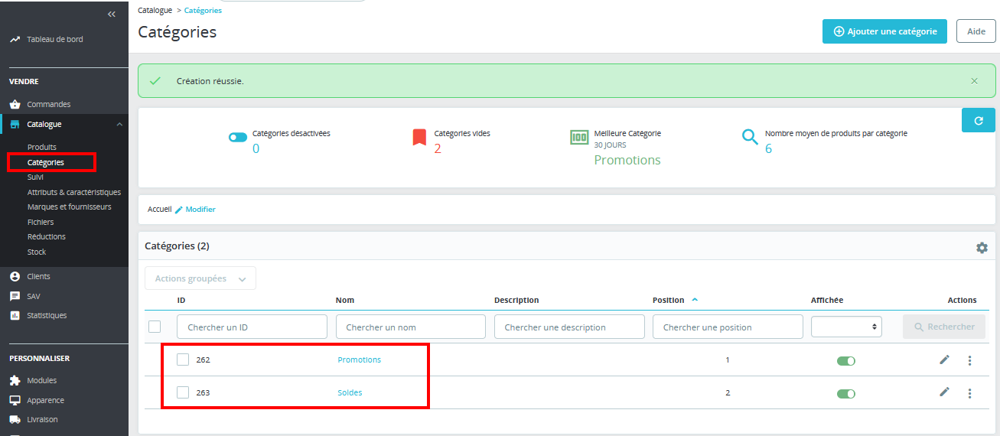 Catalogue > Catégories
Catégories
Ajouter une catégorie
Aide
Tableau de bord
VENDRE
Commandes
Catalogue
Produits
Catégories
Suivi
Attributs & caractéristiques
Marques et fournisseurs
Fichiers
Réductions
Stock
Clients
SAV
Statistiques
PERSONNALISER
Modules
Apparence
Livraison
Création réussie.
Catégories désactivées
0
Catégories vides
2
Meilleure Catégorie
30 JOURS
Promotions
Nombre moyen de produits par catégorie
6
Accueil Modifier
Catégories (2)
Actions groupées
ID Nom Description Position Affichée Actions
Chercher un ID Chercher un nom Chercher une description Chercher une position Rechercher
262 Promotions 1
263 Soldes 2